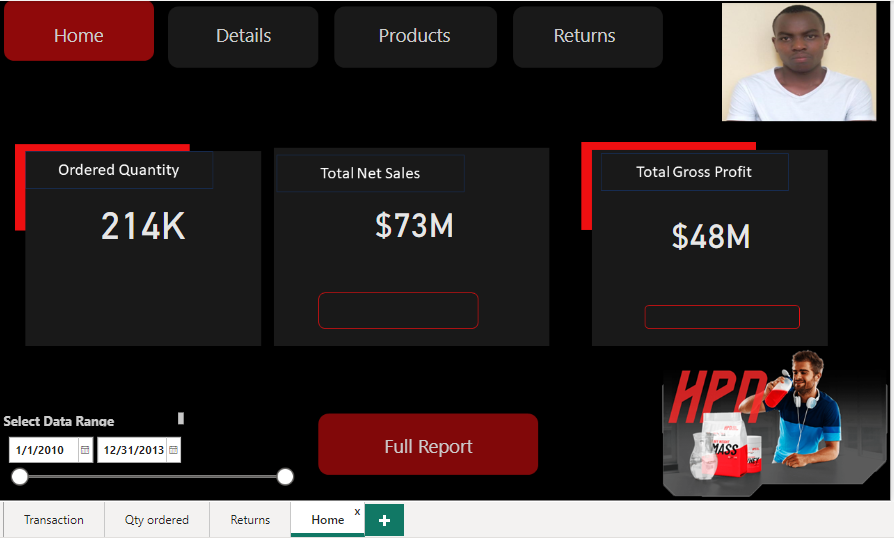 Home
Details
Products
Returns
Ordered Quantity
214K
Total Net Sales
$73M
Total Gross Profit
$48M
Select Data Range
1/1/2010
12/31/2013
Full Report
MASS
Transaction
Qty ordered
Returns
Home
x
+